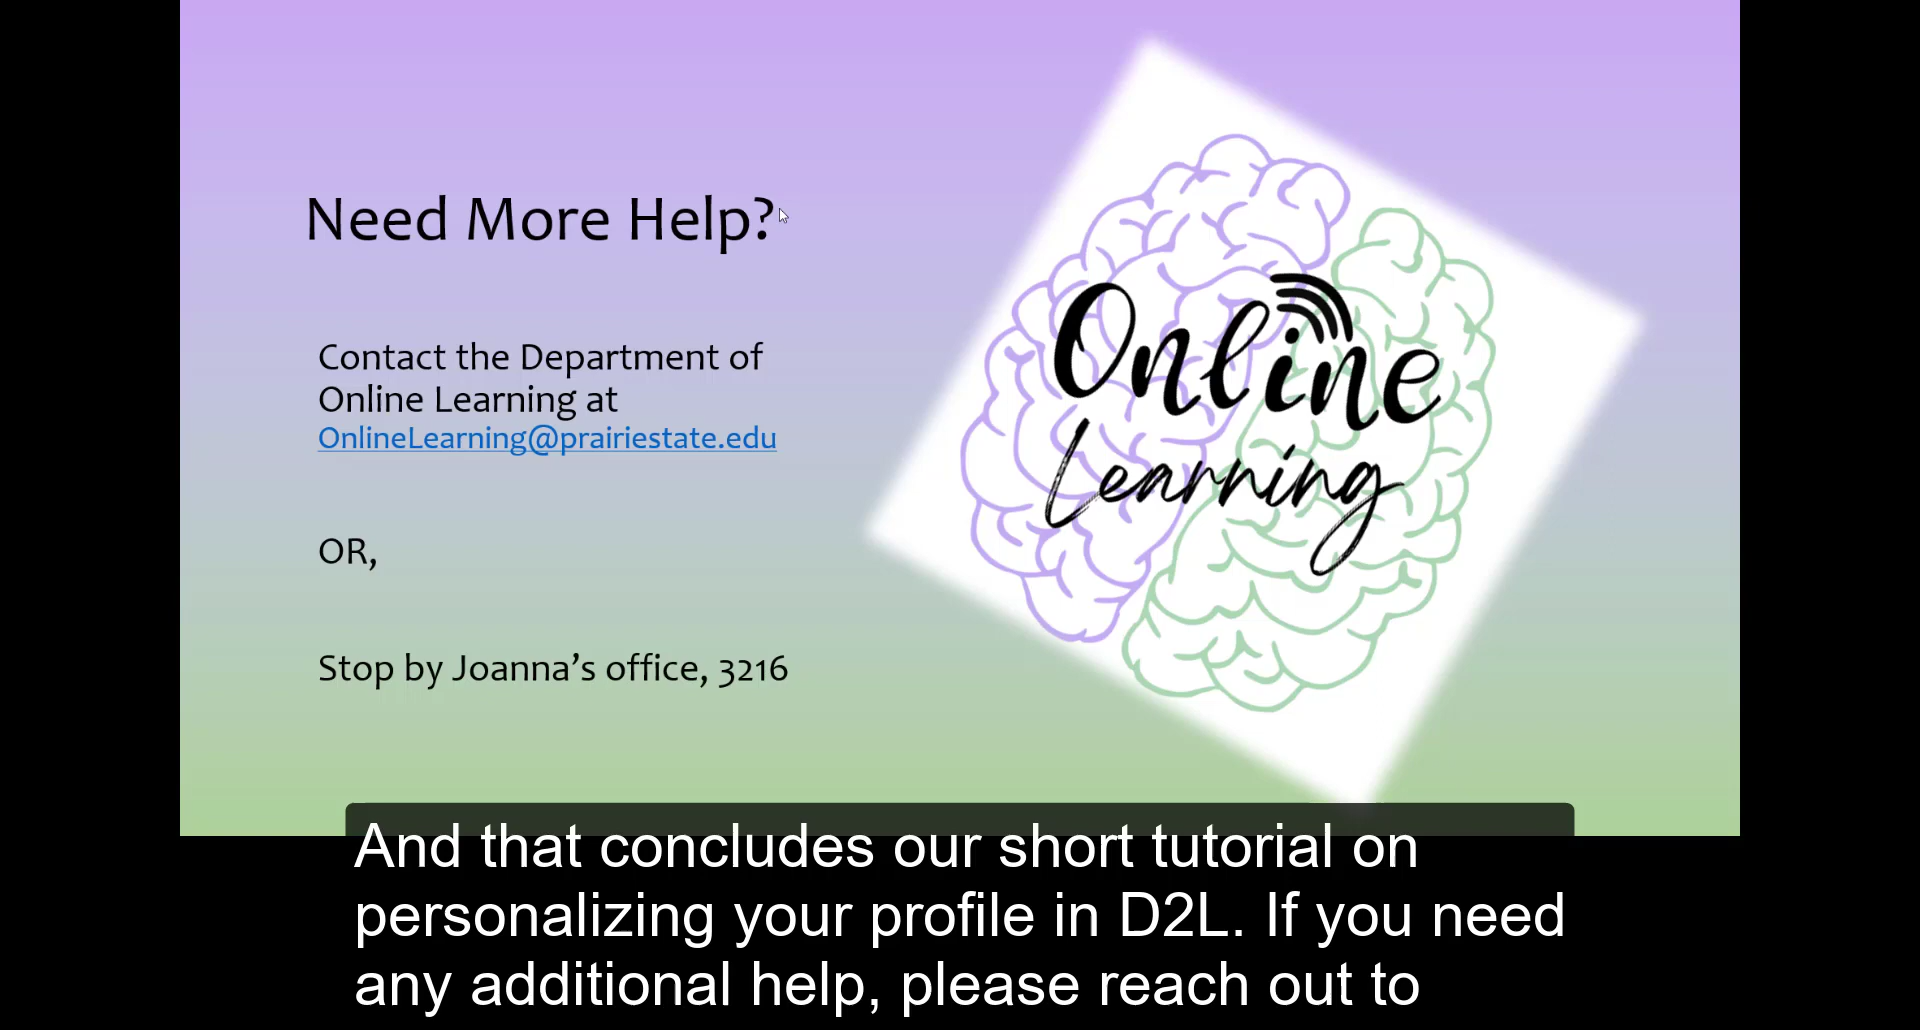 Need More Help?
Contact the Department of
Online Learning at
OnlineLearning@prairiestate.edu
OR,
Stop by Joanna’s office, 3216
Online
Learning
And that concludes our short tutorial on
personalizing your profile in D2L. If you need
any additional help, please reach out to